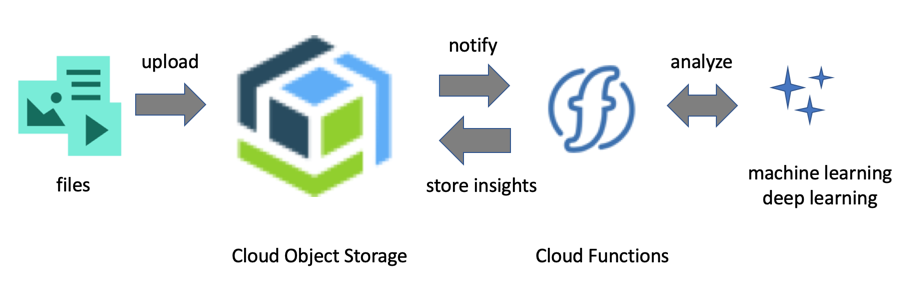 upload
notify
analyze
files
store insights
machine learning
deep learning
Cloud Object Storage
Cloud Functions